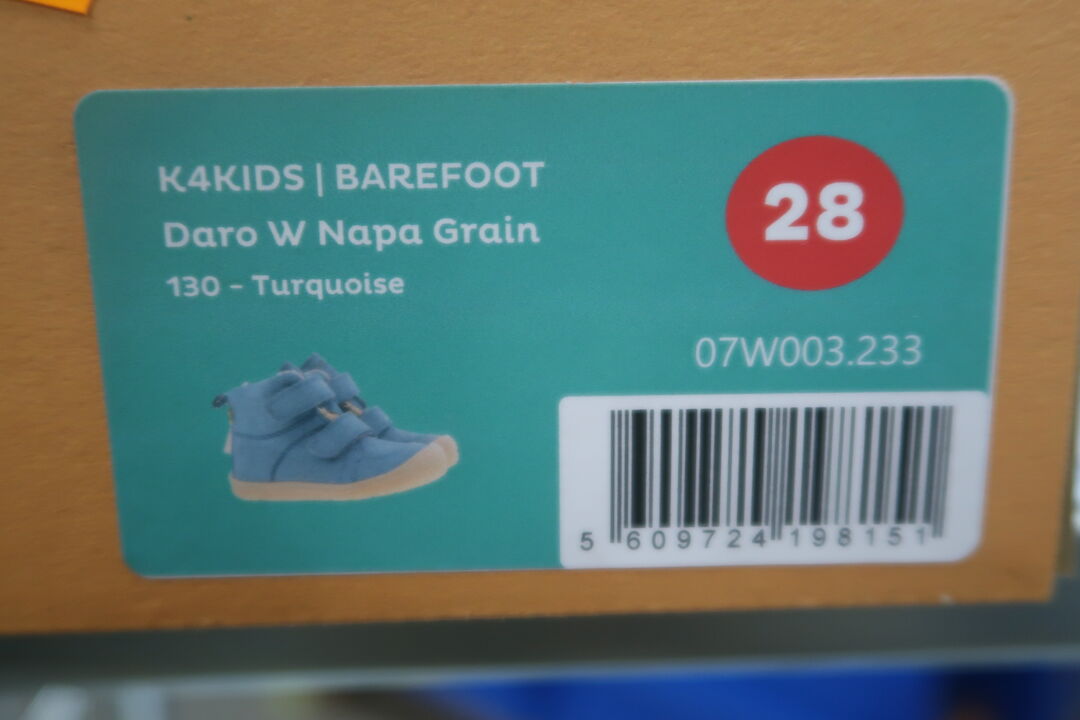 K4KIDS | BAREFOOT
Daro W Napa Grain
130 - Turquoise
28
07W003.233
5 609724 198151